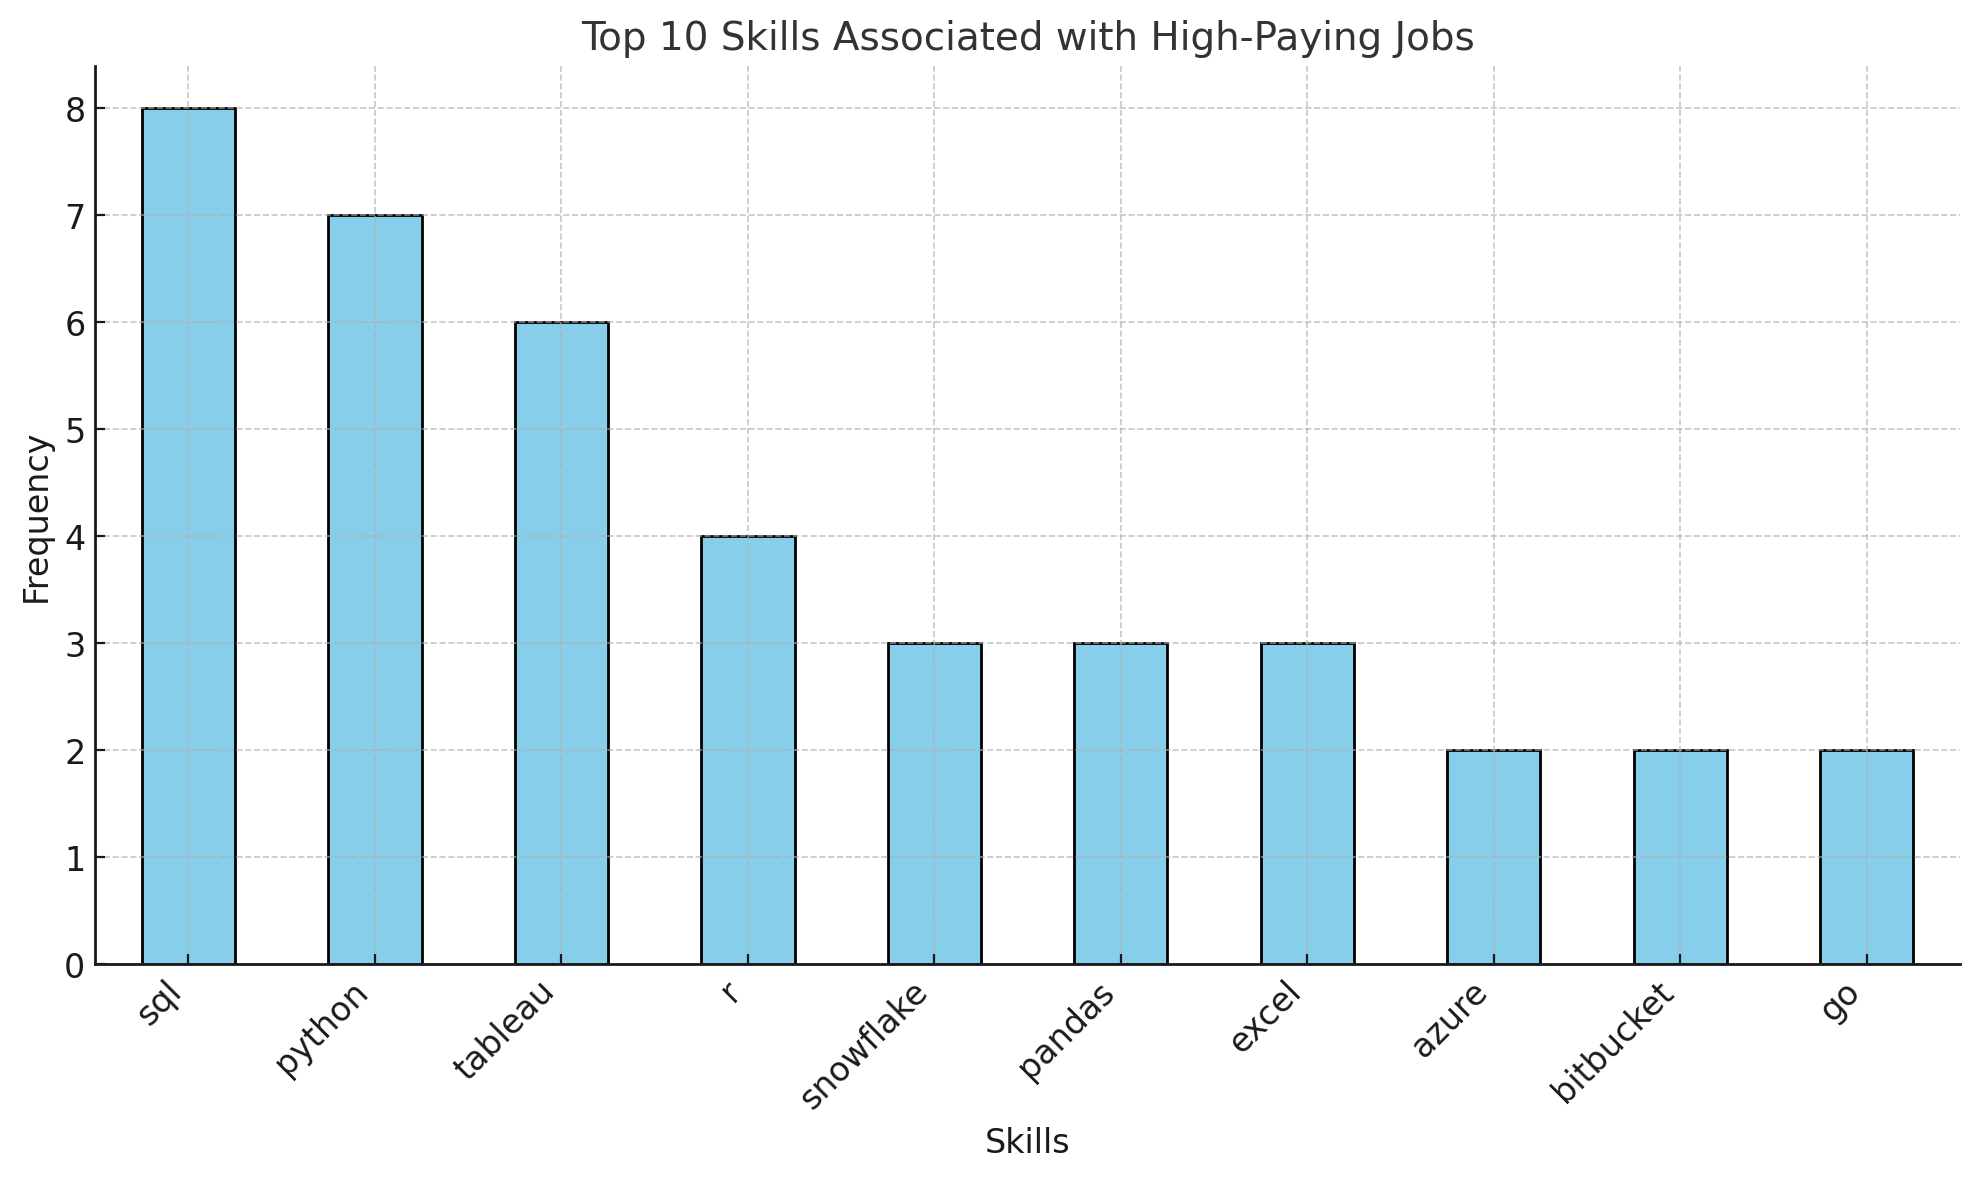 Top 10 Skills Associated with High-Paying Jobs
Frequency
8
7
6
5
4
3
2
1
0
sql
python
tableau
r
snowflake
pandas
excel
azure
bitbucket
go
Skills